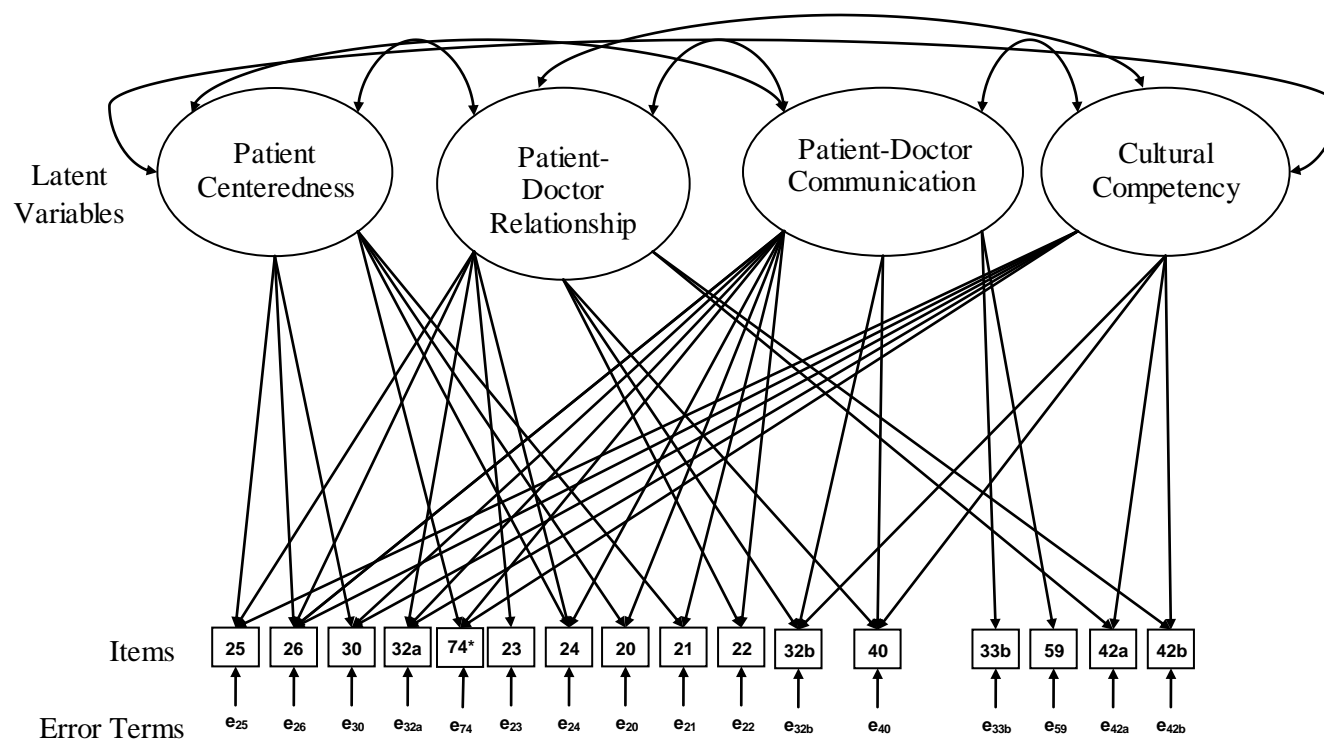 Patient
Centeredness
Patient-
Doctor
Relationship
Patient-Doctor
Communication
Cultural
Competency
Latent
Variables
Items
25 26 30 32a 74* 23 24 20 21 22 32b 40 33b 59 42a 42b
Error Terms
e25 e26 e30 e32a e74 e23 e24 e20 e21 e22 e32b e40 e33b e59 e42a e42b